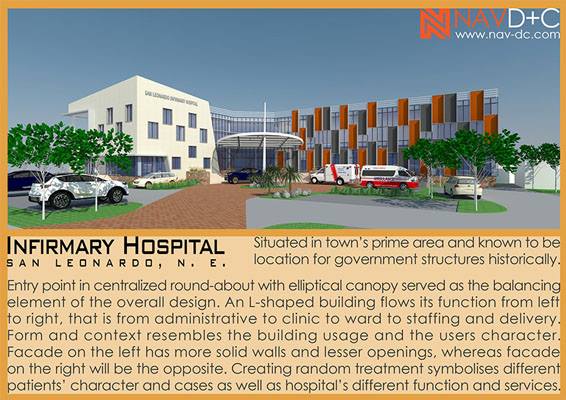 NAVD+C
www.nav-dc.com
SAN LEONARDO INFIRMARY HOSPITAL
AMBULANCE
INFIRMARY HOSPITAL
SAN LEONARDO, N. E.
Situated in town's prime area and known to be
location for government structures historically.
Entry point in centralized round-about with elliptical canopy served as the balancing
element of the overall design. An L-shaped building flows its function from left
to right, that is from administrative to clinic to ward to staffing and delivery.
Form and context resembles the building usage and the users character.
Facade on the left has more solid walls and lesser openings, whereas facade
on the right will be the opposite. Creating random treatment symbolises different
patients' character and cases as well as hospital's different function and services.